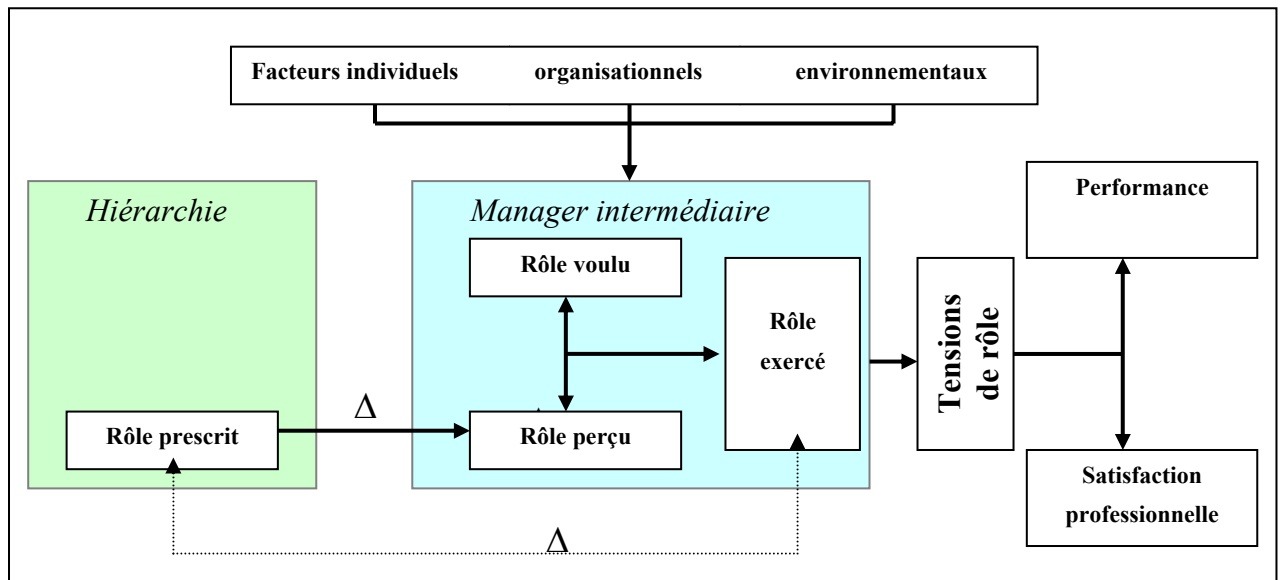 Facteurs individuels organisationnels environnementaux
Hiérarchie
Manager intermédiaire
Performance
Rôle voulu
Rôle
exercé
Tensions
de rôle
Δ
Rôle prescrit
Rôle perçu
Satisfaction
professionnelle
Δ